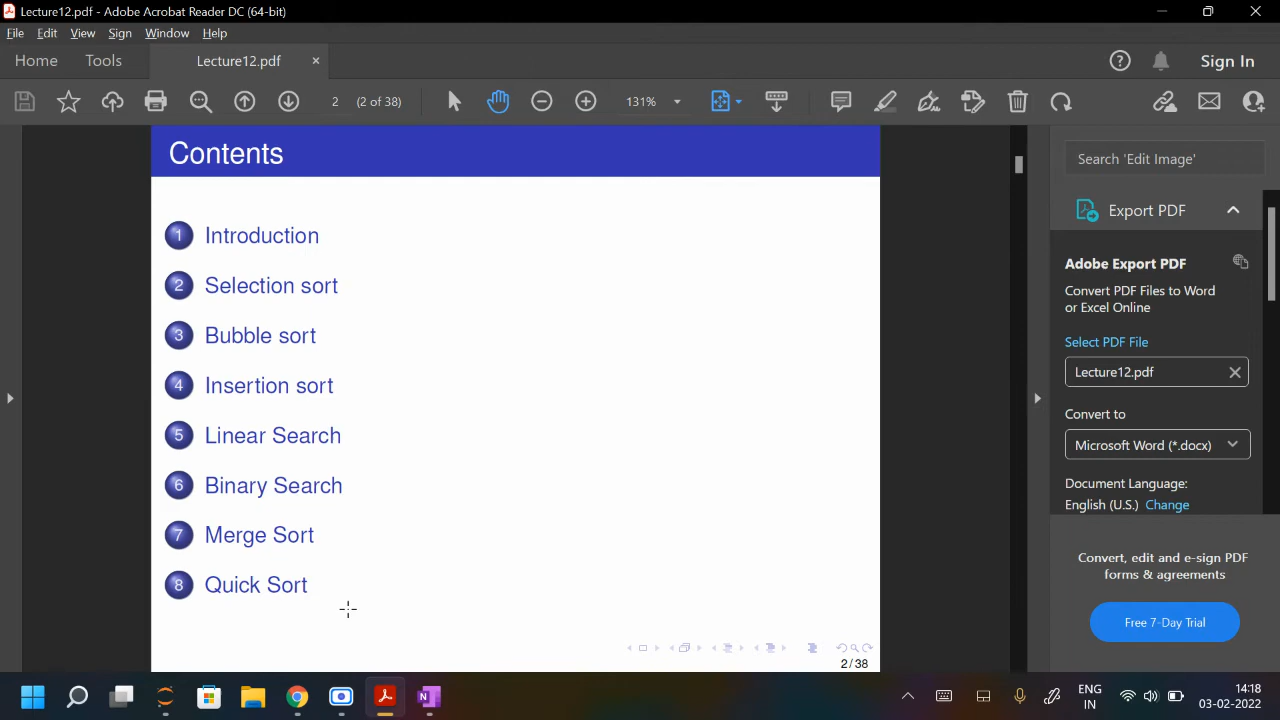 Lecture12.pdf - Adobe Acrobat Reader DC (64-bit)
File Edit View Sign Window Help
Home Tools Lecture12.pdf × Sign In
2 (2 of 38) 131%
Contents
1 Introduction
2 Selection sort
3 Bubble sort
4 Insertion sort
5 Linear Search
6 Binary Search
7 Merge Sort
8 Quick Sort
2/38
Search 'Edit Image'
Export PDF
Adobe Export PDF
Convert PDF Files to Word
or Excel Online
Select PDF File
Lecture12.pdf
Convert to
Microsoft Word (*.docx)
Document Language:
English (U.S.) Change
Convert, edit and e-sign PDF
forms & agreements
Free 7-Day Trial
ENG
IN
14:18
03-02-2022